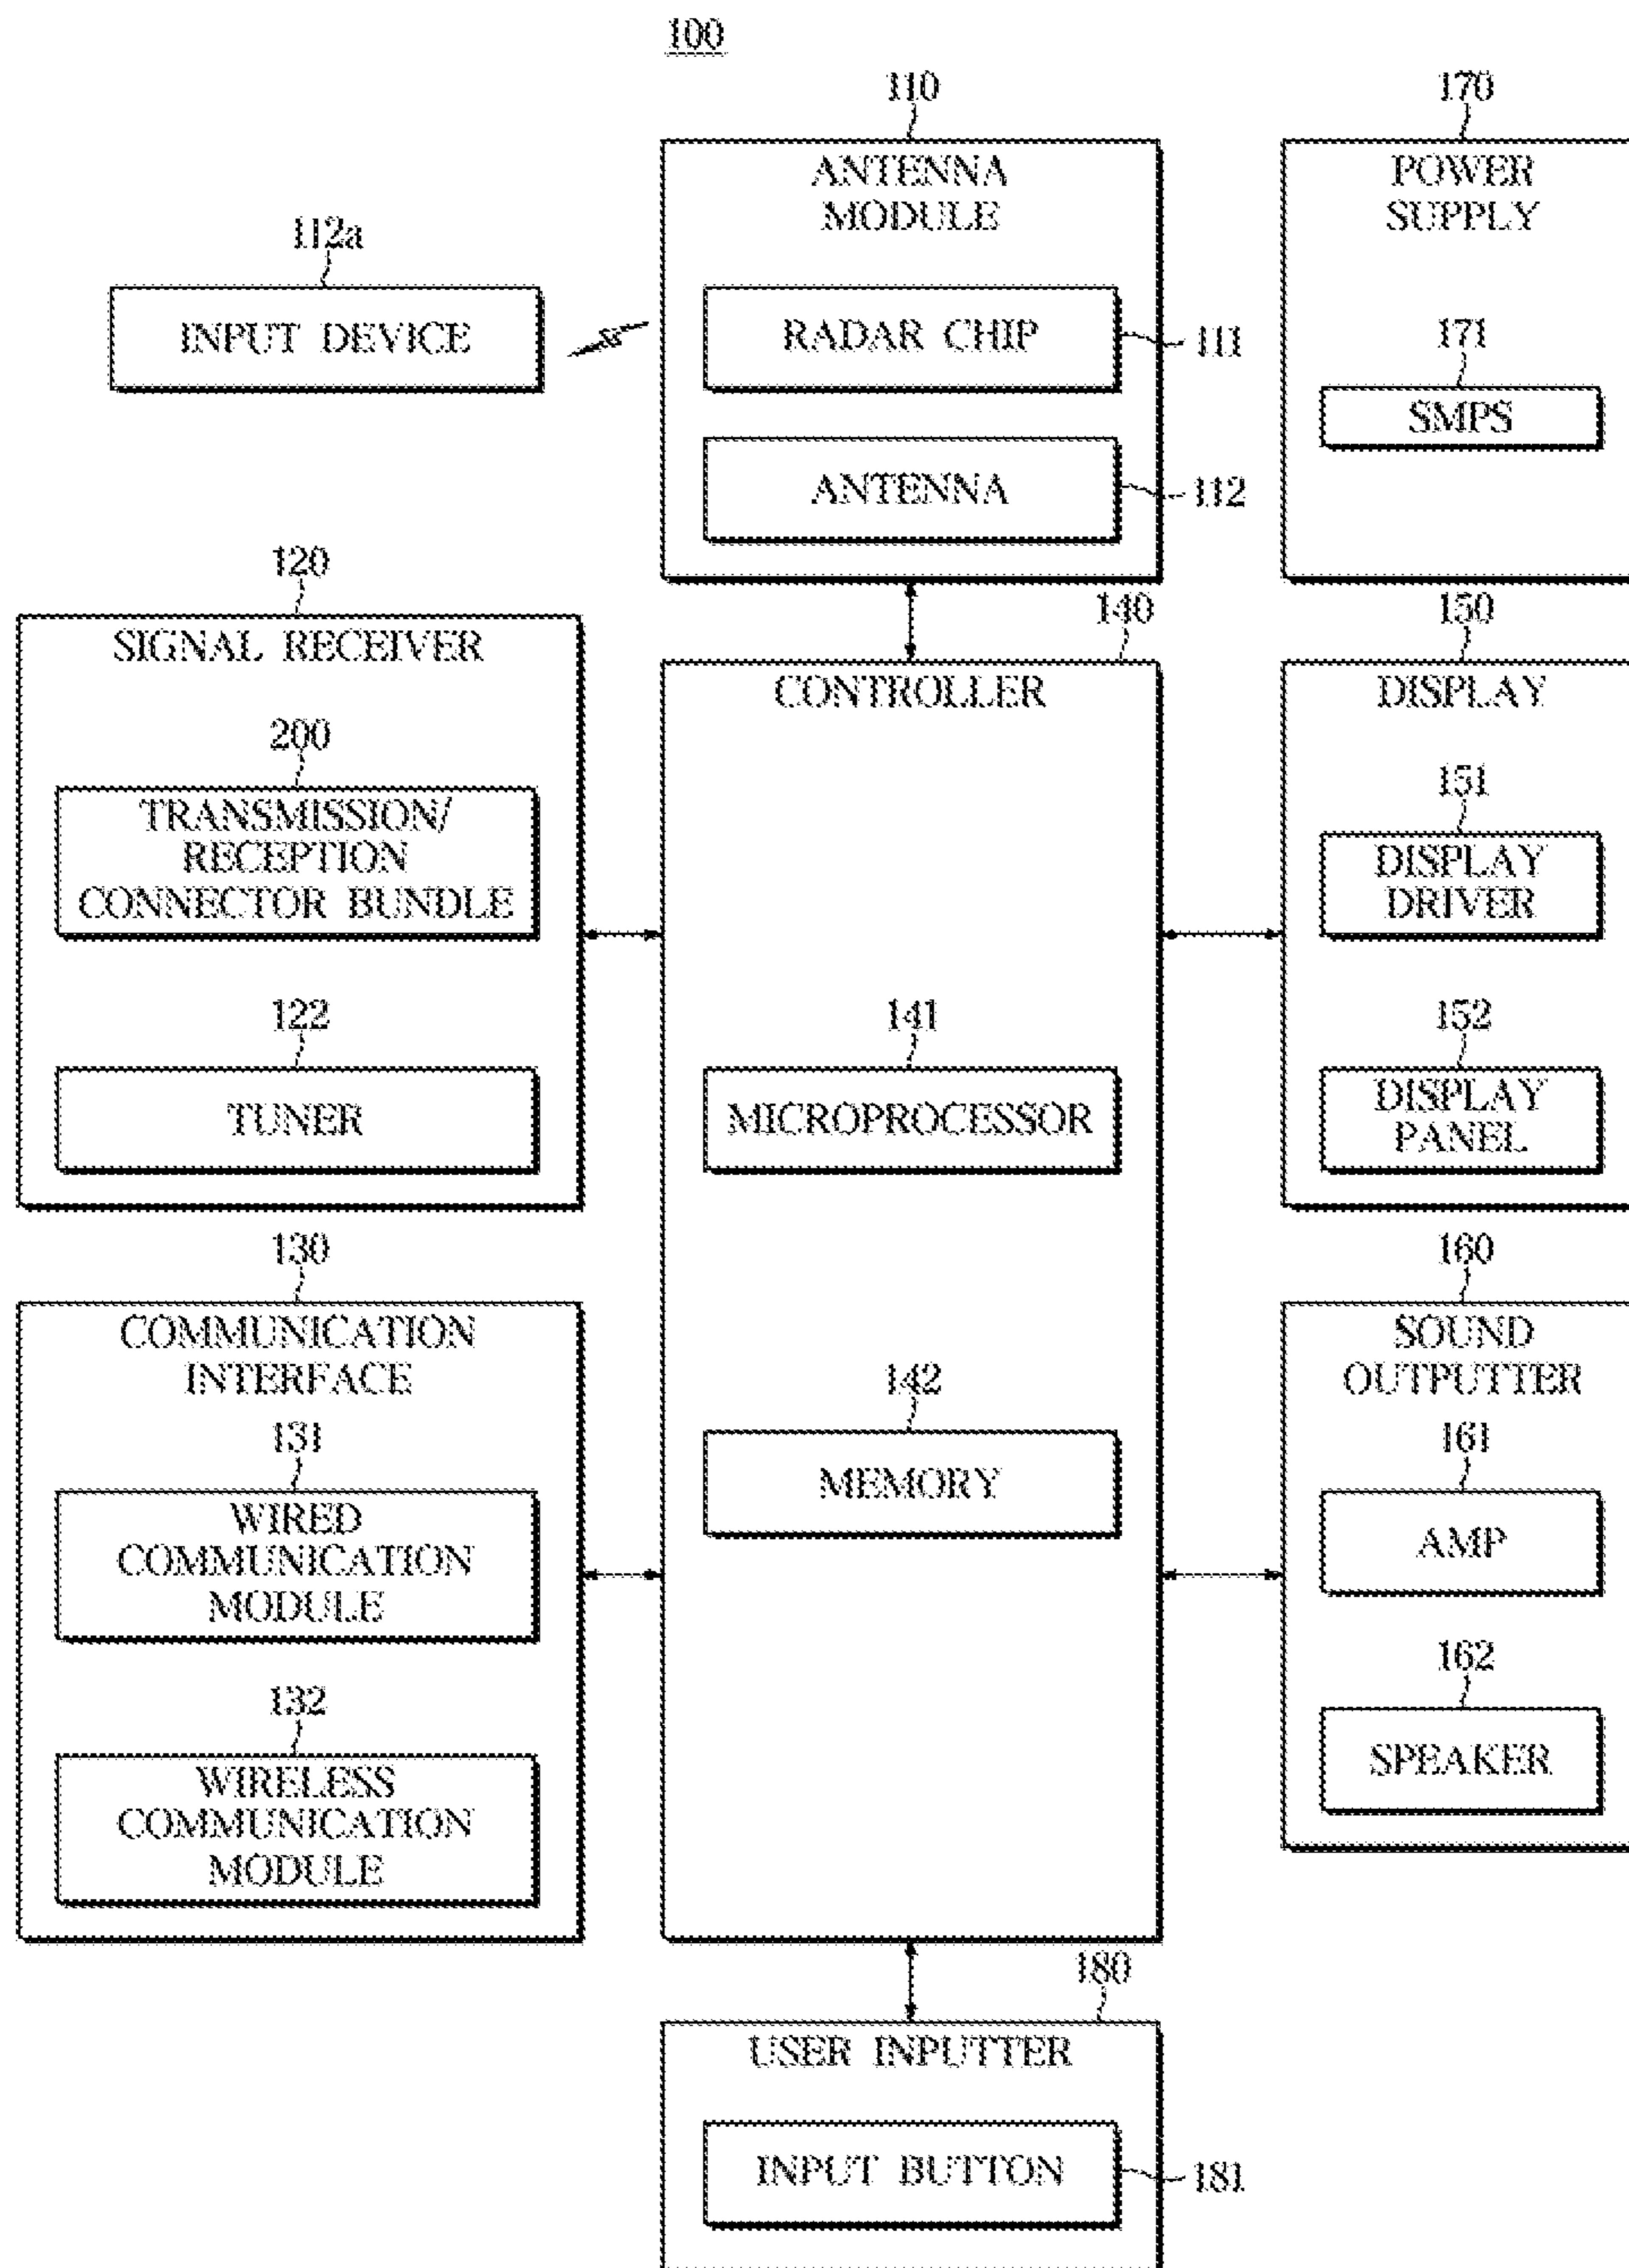 100
110
ANTENNA
MODULE
RADAR CHIP
111
ANTENNA
112
170
POWER
SUPPLY
171
SMPS
112a
INPUT DEVICE
120
SIGNAL RECEIVER
200
TRANSMISSION/
RECEPTION
CONNECTOR BUNDLE
122
TUNER
140
CONTROLLER
141
MICROPROCESSOR
142
MEMORY
150
DISPLAY
151
DISPLAY
DRIVER
152
DISPLAY
PANEL
130
COMMUNICATION
INTERFACE
131
WIRED
COMMUNICATION
MODULE
132
WIRELESS
COMMUNICATION
MODULE
160
SOUND
OUTPUTTER
161
AMP
162
SPEAKER
180
USER INPUTTER
INPUT BUTTON
181